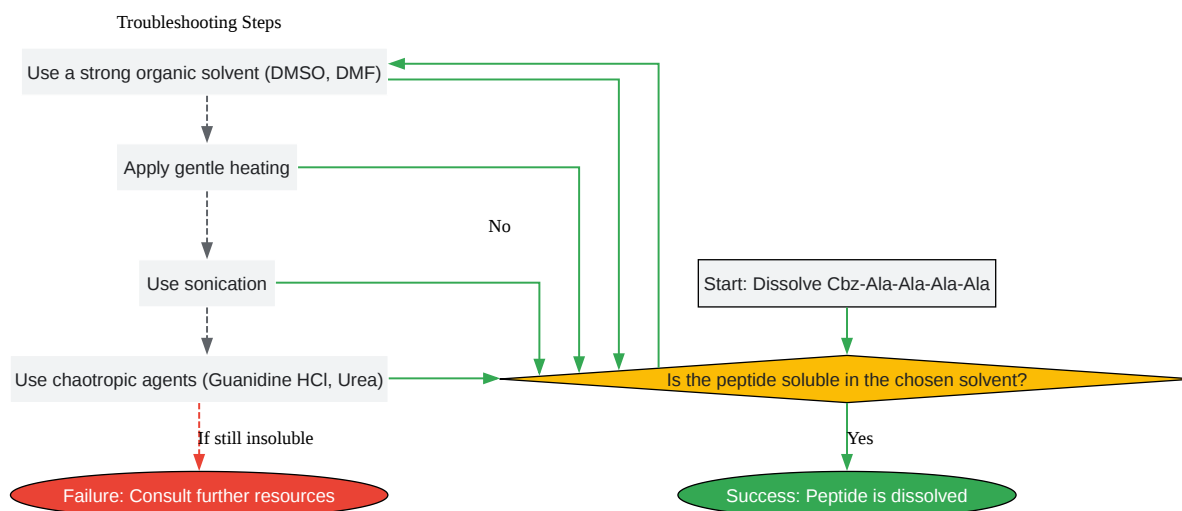 Troubleshooting Steps
Use a strong organic solvent (DMSO, DMF)
Apply gentle heating
No
Use sonication
Start: Dissolve Cbz-Ala-Ala-Ala-Ala
Use chaotropic agents (Guanidine HCl, Urea)
Is the peptide soluble in the chosen solvent?
If still insoluble
Yes
Failure: Consult further resources
Success: Peptide is dissolved